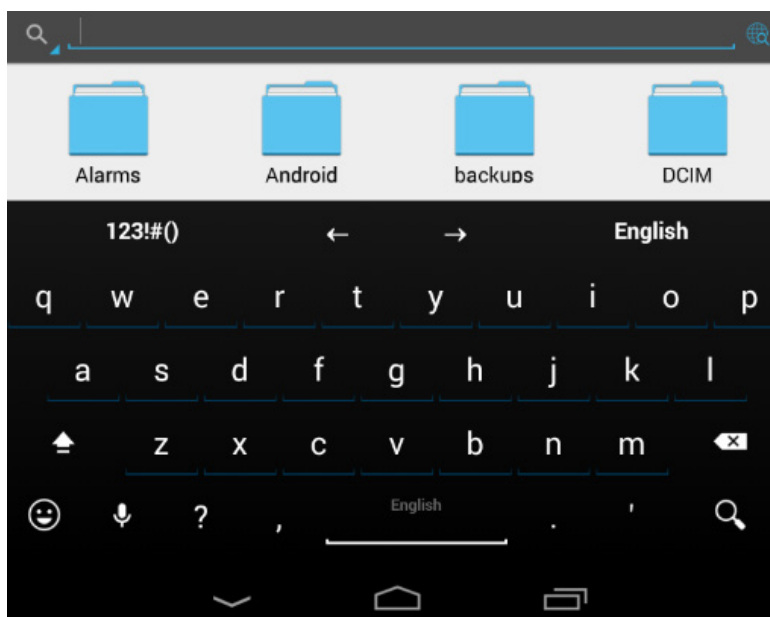 Alarms Android backups DCIM
123!#() ← → English
q w e r t y u i o p
a s d f g h j k l
z x c v b n m
? , English . '